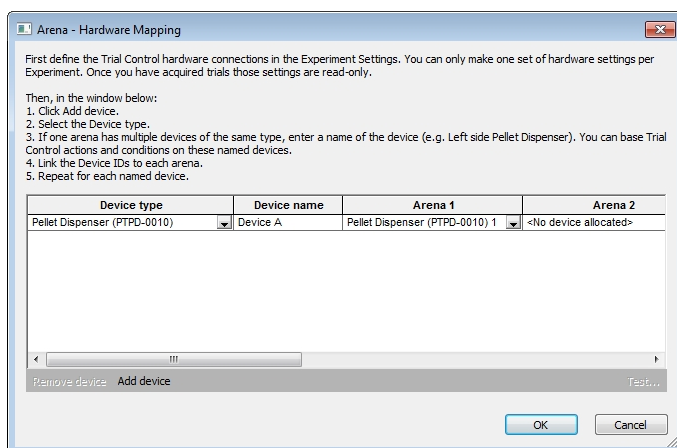 Arena - Hardware Mapping
First define the Trial Control hardware connections in the Experiment Settings. You can only make one set of hardware settings per
Experiment. Once you have acquired trials those settings are read-only.
Then, in the window below:
1. Click Add device.
2. Select the Device type.
3. If one arena has multiple devices of the same type, enter a name of the device (e.g. Left side Pellet Dispenser). You can base Trial
Control actions and conditions on these named devices.
4. Link the Device IDs to each arena.
5. Repeat for each named device.
Device type Device name Arena 1 Arena 2
Pellet Dispenser (PTPD-0010) Device A Pellet Dispenser (PTPD-0010) 1 <No device allocated>
Remove device Add device Test...
OK Cancel